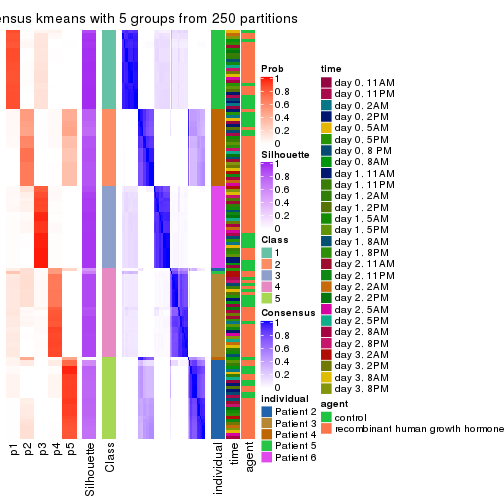 ensus kmeans with 5 groups from 250 partitions
p1
p2
p3
p4
p5
Silhouette
Class
individual
time
agent
Prob
1
0.8
0.6
0.4
0.2
0
Silhouette
1
0.8
0.6
0.4
0.2
0
Class
1
2
3
4
5
Consensus
1
0.8
0.6
0.4
0.2
0
individual
Patient 2
Patient 3
Patient 4
Patient 5
Patient 6
time
day 0. 11AM
day 0. 11PM
day 0. 2AM
day 0. 2PM
day 0. 5AM
day 0. 5PM
day 0. 8 PM
day 0. 8AM
day 1. 11AM
day 1. 11PM
day 1. 2AM
day 1. 2PM
day 1. 5AM
day 1. 5PM
day 1. 8AM
day 1. 8PM
day 2. 11AM
day 2. 11PM
day 2. 2AM
day 2. 2PM
day 2. 5AM
day 2. 5PM
day 2. 8AM
day 2. 8PM
day 3. 2AM
day 3. 2PM
day 3. 8AM
day 3. 8PM
agent
control
recombinant human growth hormone